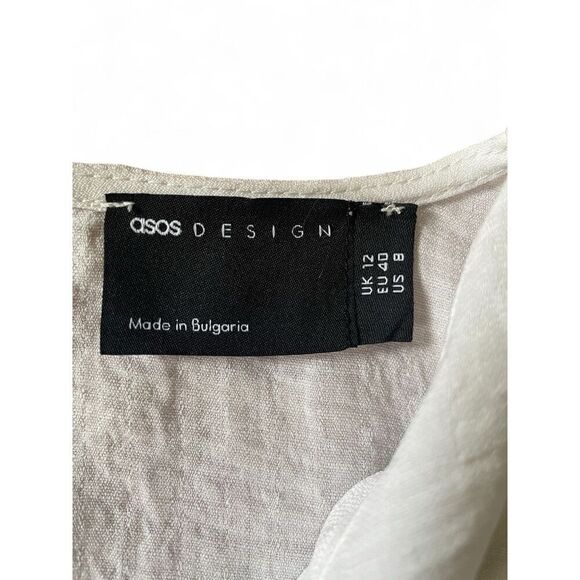 asos DESIGN
Made in Bulgaria
UK 12
EU 40
US 8